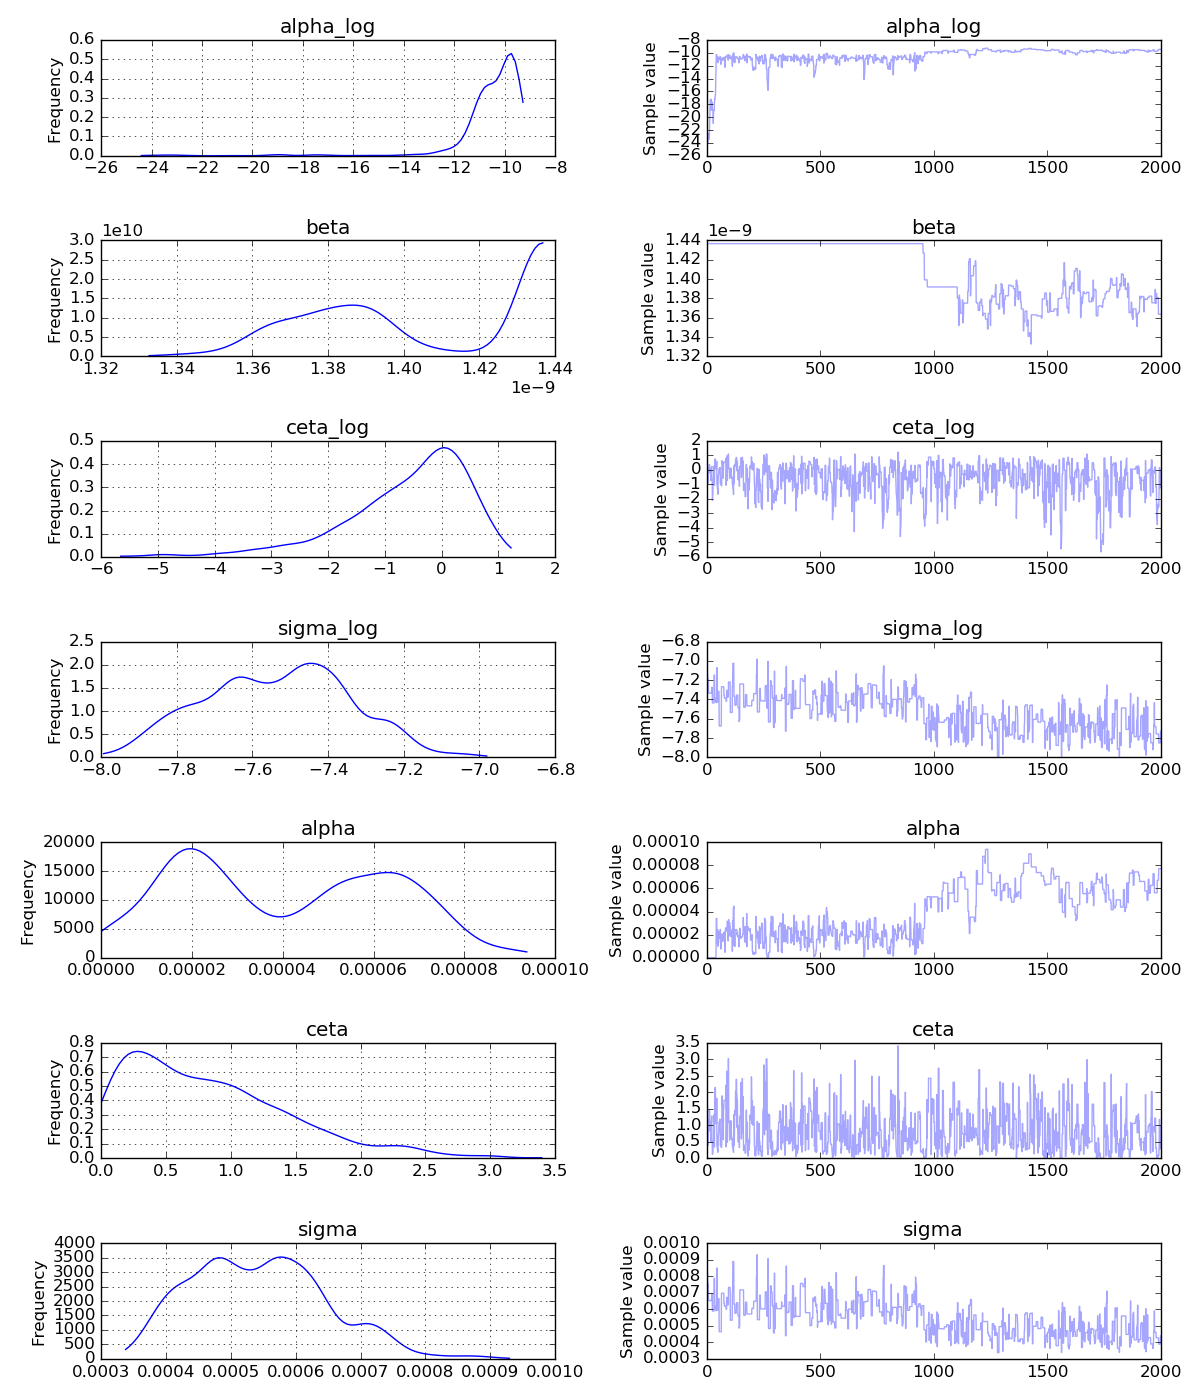 alpha_log
alpha_log
Frequency
0.6
0.5
0.4
0.3
0.2
0.1
0.0
−26 −24 −22 −20 −18 −16 −14 −12 −10 −8
Sample value
−8
−10
−12
−14
−16
−18
−20
−22
−24
−26
0 500 1000 1500 2000
beta
beta
1e10
Frequency
3.0
2.5
2.0
1.5
1.0
0.5
0.0
1.32 1.34 1.36 1.38 1.40 1.42 1.44
1e−9
1e−9
Sample value
1.44
1.42
1.40
1.38
1.36
1.34
1.32
0 500 1000 1500 2000
ceta_log
ceta_log
Frequency
0.5
0.4
0.3
0.2
0.1
0.0
−6 −5 −4 −3 −2 −1 0 1 2
Sample value
2
1
0
−1
−2
−3
−4
−5
−6
0 500 1000 1500 2000
sigma_log
sigma_log
Frequency
2.5
2.0
1.5
1.0
0.5
0.0
−8.0 −7.8 −7.6 −7.4 −7.2 −7.0 −6.8
Sample value
−6.8
−7.0
−7.2
−7.4
−7.6
−7.8
−8.0
0 500 1000 1500 2000
alpha
alpha
Frequency
20000
15000
10000
5000
0
0.00000 0.00002 0.00004 0.00006 0.00008 0.00010
Sample value
0.00010
0.00008
0.00006
0.00004
0.00002
0.00000
0 500 1000 1500 2000
ceta
ceta
Frequency
0.8
0.7
0.6
0.5
0.4
0.3
0.2
0.1
0.0
0.0 0.5 1.0 1.5 2.0 2.5 3.0 3.5
Sample value
3.5
3.0
2.5
2.0
1.5
1.0
0.5
0.0
0 500 1000 1500 2000
sigma
sigma
Frequency
4000
3500
3000
2500
2000
1500
1000
500
0
0.0003 0.0004 0.0005 0.0006 0.0007 0.0008 0.0009 0.0010
Sample value
0.0010
0.0009
0.0008
0.0007
0.0006
0.0005
0.0004
0.0003
0 500 1000 1500 2000